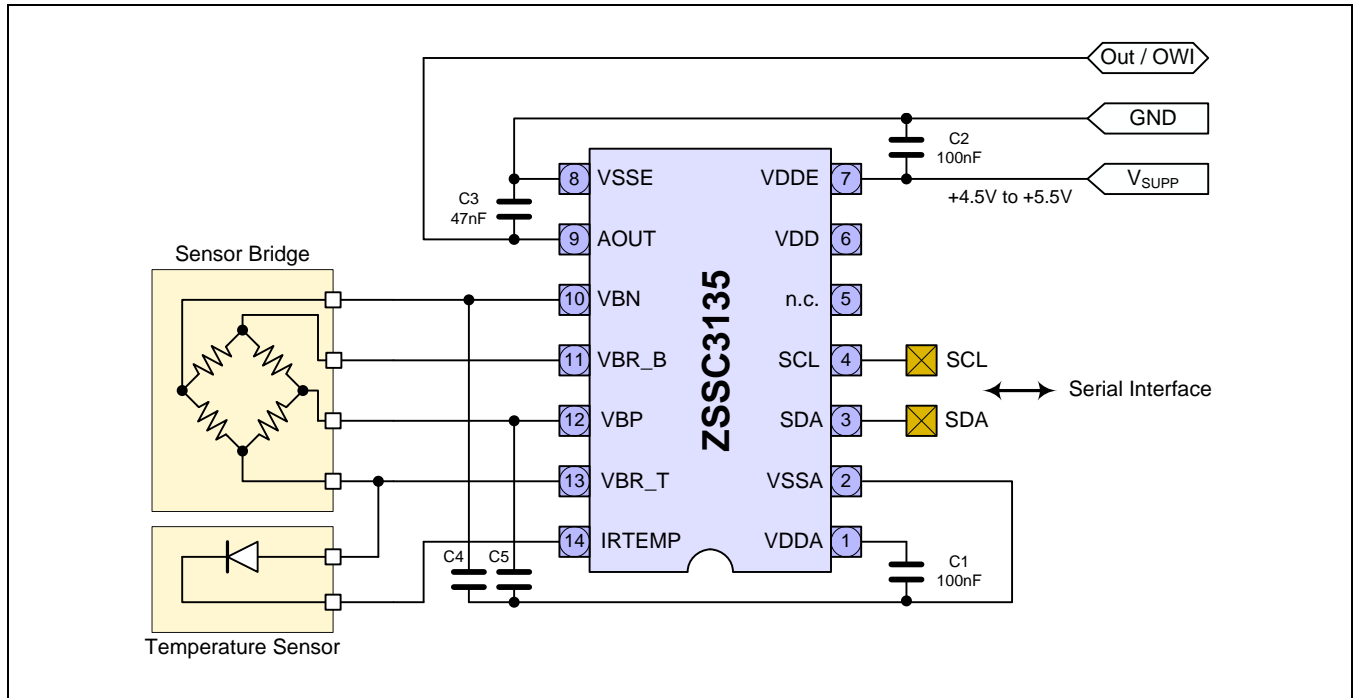 Out / OWI
GND
C2
100nF
V_SUPP
+4.5V to +5.5V
8 VSSE
VDDE 7
C3
47nF
9 AOUT
VDD 6
Sensor Bridge
10 VBN
n.c. 5
ZSSC3135
11 VBR_B
SCL 4
SCL
Serial Interface
12 VBP
SDA 3
SDA
13 VBR_T
VSSA 2
14 IRTEMP
VDDA 1
C4
C5
C1
100nF
Temperature Sensor